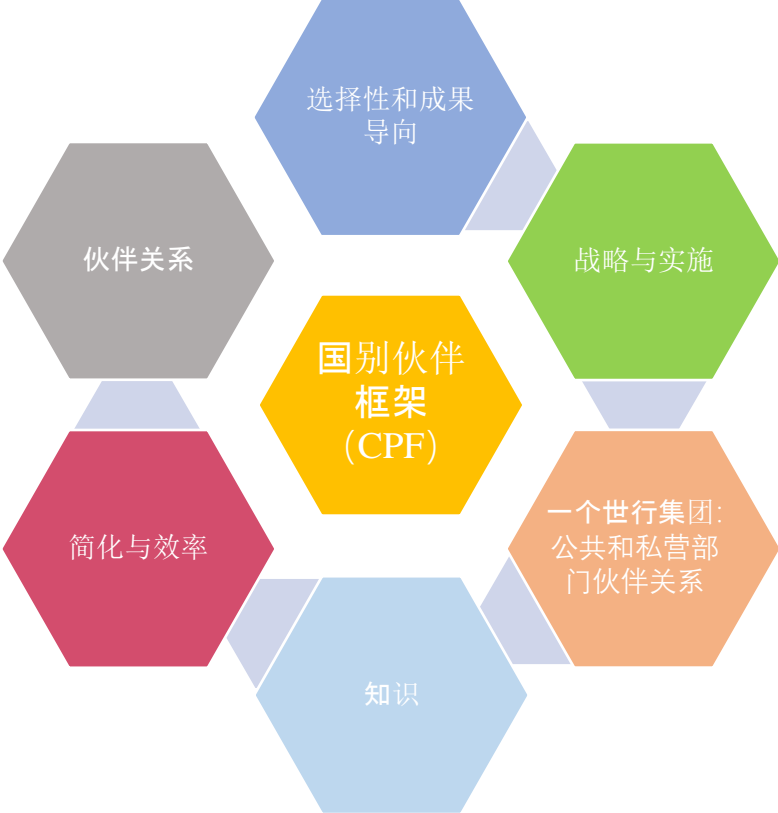 选择性和成果
导向
战略与实施
伙伴关系
国别伙伴
框架
（CPF）
一个世行集团:
公共和私营部
门伙伴关系
简化与效率
知识